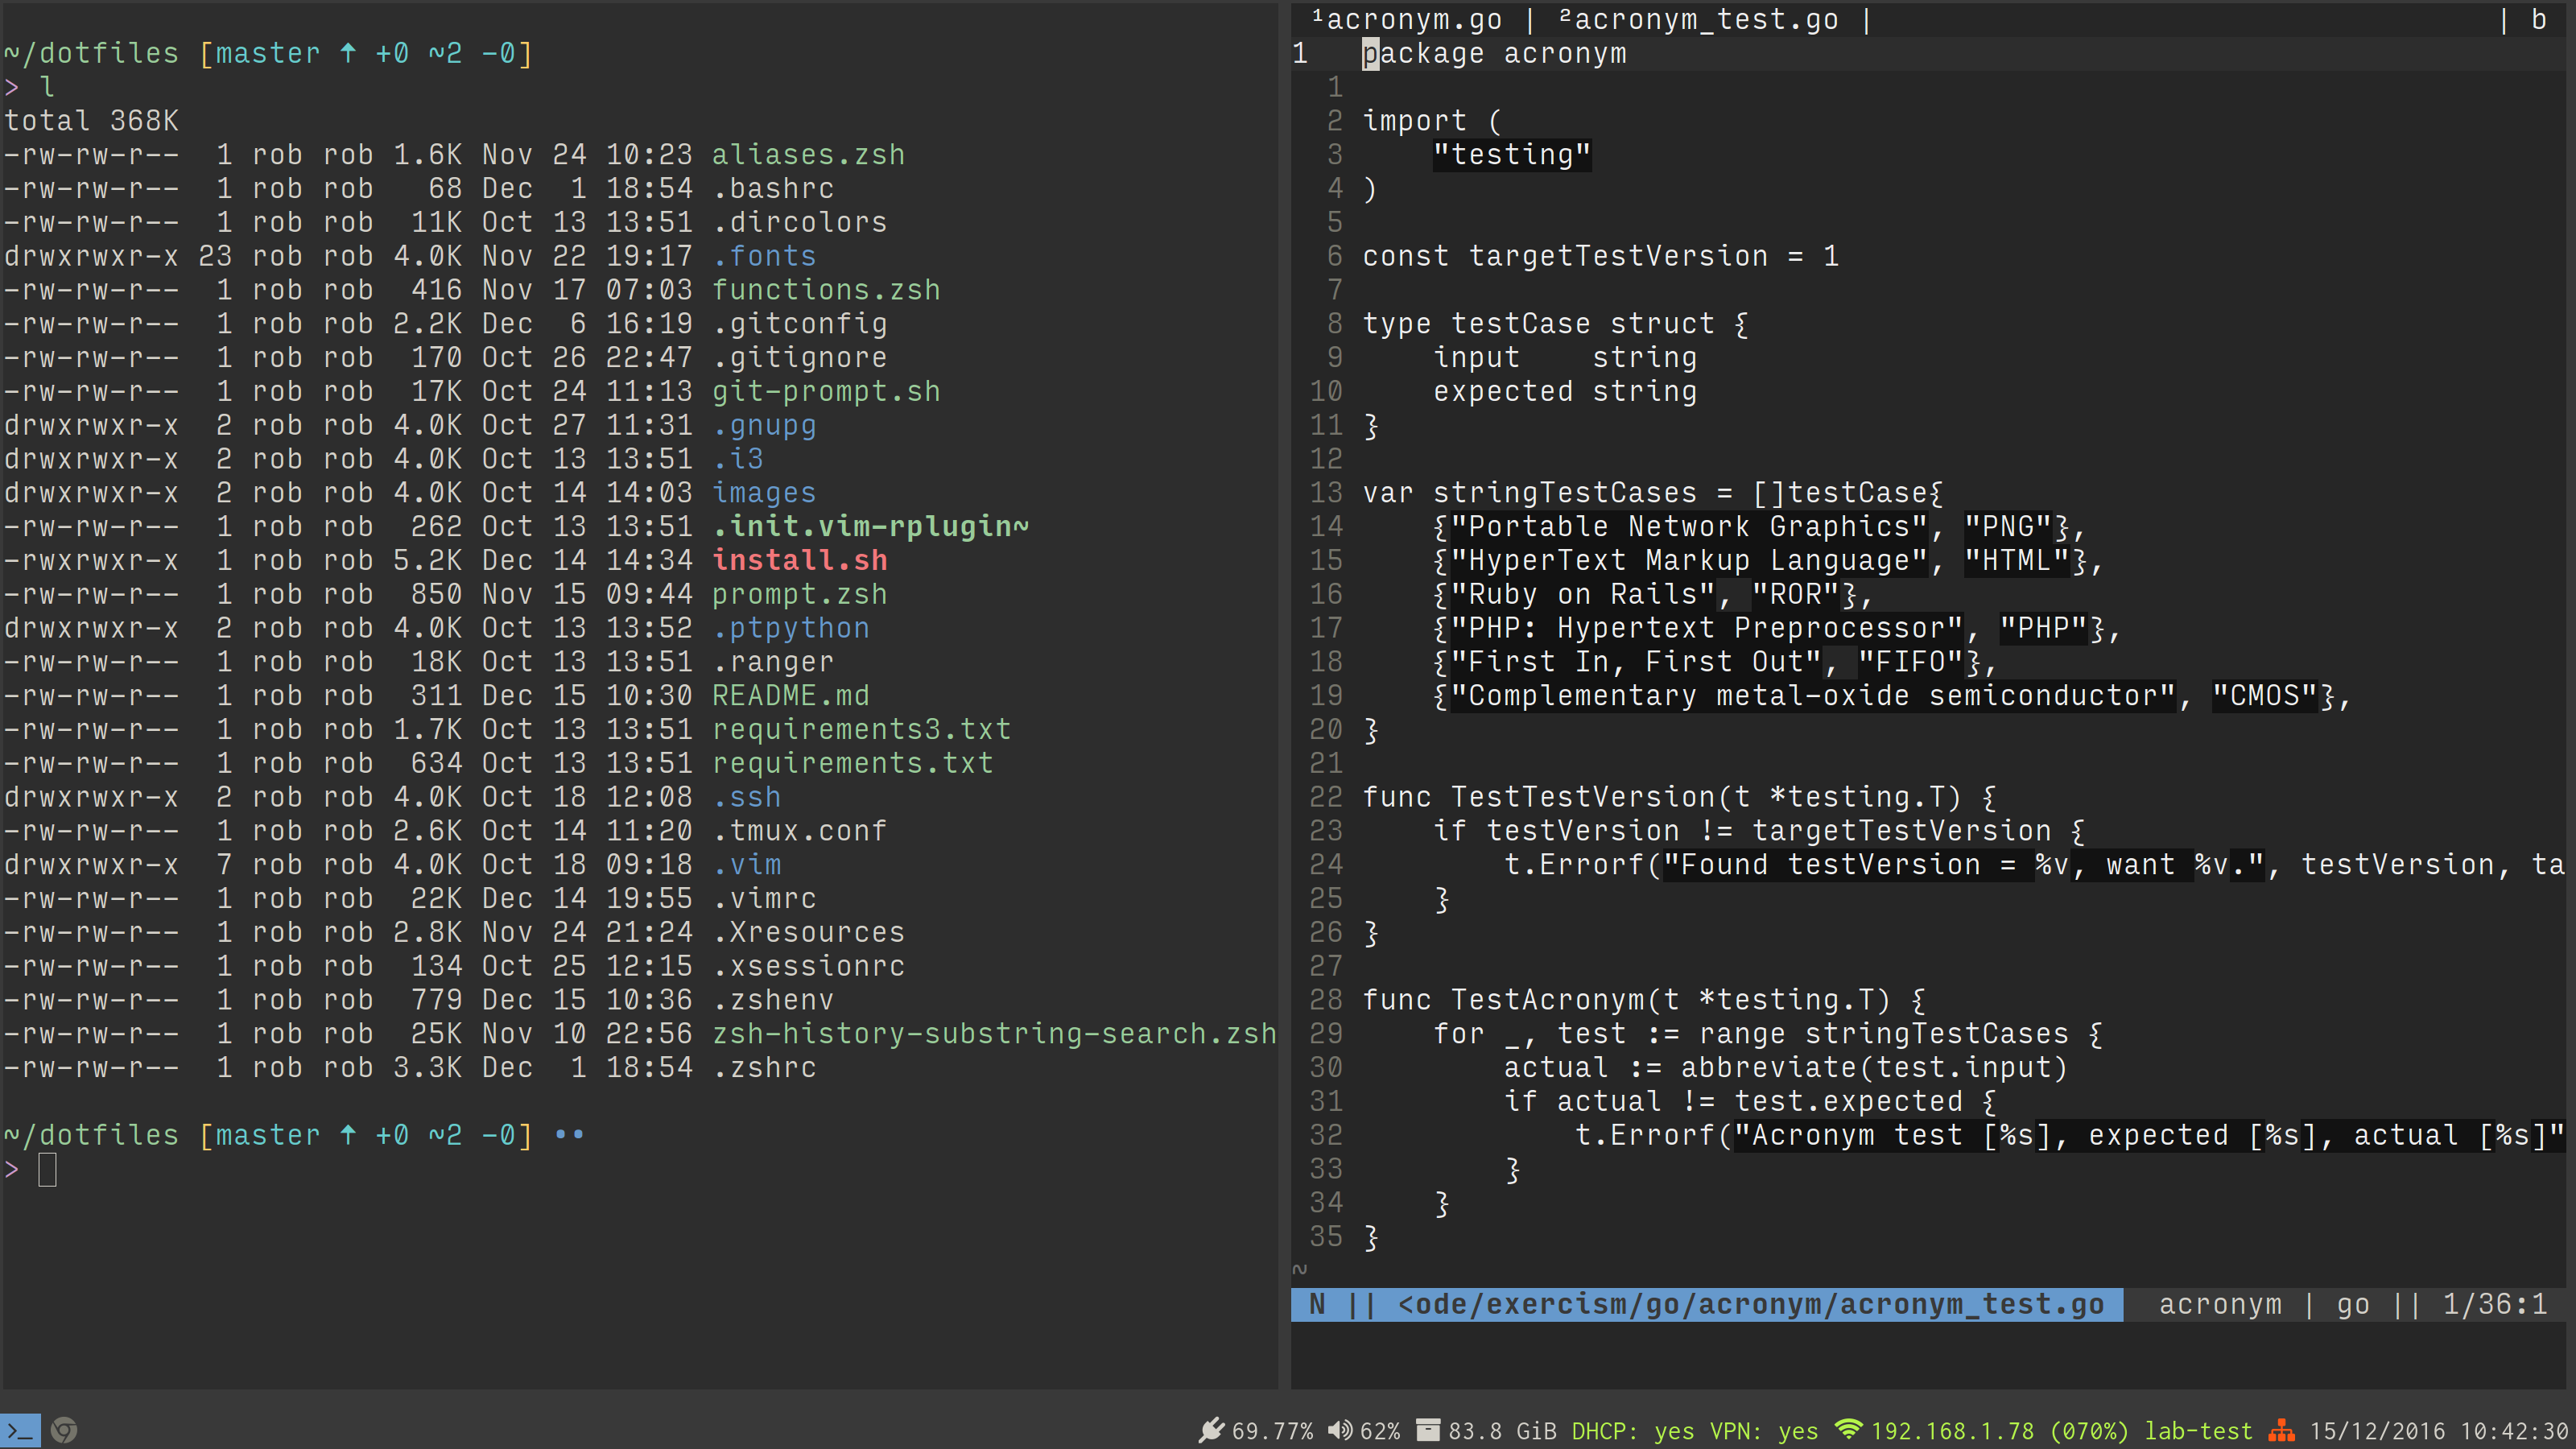 ~/dotfiles [master ↑ +0 ~2 -0]
> l
total 368K
-rw-rw-r--  1 rob rob 1.6K Nov 24 10:23 aliases.zsh
-rw-rw-r--  1 rob rob   68 Dec  1 18:54 .bashrc
-rw-rw-r--  1 rob rob  11K Oct 13 13:51 .dircolors
drwxrwxr-x 23 rob rob 4.0K Nov 22 19:17 .fonts
-rw-rw-r--  1 rob rob  416 Nov 17 07:03 functions.zsh
-rw-rw-r--  1 rob rob 2.2K Dec  6 16:19 .gitconfig
-rw-rw-r--  1 rob rob  170 Oct 26 22:47 .gitignore
-rw-rw-r--  1 rob rob  17K Oct 24 11:13 git-prompt.sh
drwxrwxr-x  2 rob rob 4.0K Oct 27 11:31 .gnupg
drwxrwxr-x  2 rob rob 4.0K Oct 13 13:51 .i3
drwxrwxr-x  2 rob rob 4.0K Oct 14 14:03 images
-rw-rw-r--  1 rob rob  262 Oct 13 13:51 .init.vim-rplugin~
-rwxrwxr-x  1 rob rob 5.2K Dec 14 14:34 install.sh
-rw-rw-r--  1 rob rob  850 Nov 15 09:44 prompt.zsh
drwxrwxr-x  2 rob rob 4.0K Oct 13 13:52 .ptpython
-rw-rw-r--  1 rob rob  18K Oct 13 13:51 .ranger
-rw-rw-r--  1 rob rob  311 Dec 15 10:30 README.md
-rw-rw-r--  1 rob rob 1.7K Oct 13 13:51 requirements3.txt
-rw-rw-r--  1 rob rob  634 Oct 13 13:51 requirements.txt
drwxrwxr-x  2 rob rob 4.0K Oct 18 12:08 .ssh
-rw-rw-r--  1 rob rob 2.6K Oct 14 11:20 .tmux.conf
drwxrwxr-x  7 rob rob 4.0K Oct 18 09:18 .vim
-rw-rw-r--  1 rob rob  22K Dec 14 19:55 .vimrc
-rw-rw-r--  1 rob rob 2.8K Nov 24 21:24 .Xresources
-rw-rw-r--  1 rob rob  134 Oct 25 12:15 .xsessionrc
-rw-rw-r--  1 rob rob  779 Dec 15 10:36 .zshenv
-rw-rw-r--  1 rob rob  25K Nov 10 22:56 zsh-history-substring-search.zsh
-rw-rw-r--  1 rob rob 3.3K Dec  1 18:54 .zshrc
~/dotfiles [master ↑ +0 ~2 -0] ••
>
¹acronym.go | ²acronym_test.go | | b
1   package acronym
1
2 import (
3     "testing"
4 )
5
6 const targetTestVersion = 1
7
8 type testCase struct {
9     input    string
10     expected string
11 }
12
13 var stringTestCases = []testCase{
14     {"Portable Network Graphics", "PNG"},
15     {"HyperText Markup Language", "HTML"},
16     {"Ruby on Rails", "ROR"},
17     {"PHP: Hypertext Preprocessor", "PHP"},
18     {"First In, First Out", "FIFO"},
19     {"Complementary metal-oxide semiconductor", "CMOS"},
20 }
21
22 func TestTestVersion(t *testing.T) {
23     if testVersion != targetTestVersion {
24         t.Errorf("Found testVersion = %v, want %v.", testVersion, ta
25     }
26 }
27
28 func TestAcronym(t *testing.T) {
29     for _, test := range stringTestCases {
30         actual := abbreviate(test.input)
31         if actual != test.expected {
32             t.Errorf("Acronym test [%s], expected [%s], actual [%s]"
33         }
34     }
35 }
~
N || <ode/exercism/go/acronym/acronym_test.go acronym | go || 1/36:1
69.77% 62% 83.8 GiB DHCP: yes VPN: yes 192.168.1.78 (070%) lab-test 15/12/2016 10:42:30